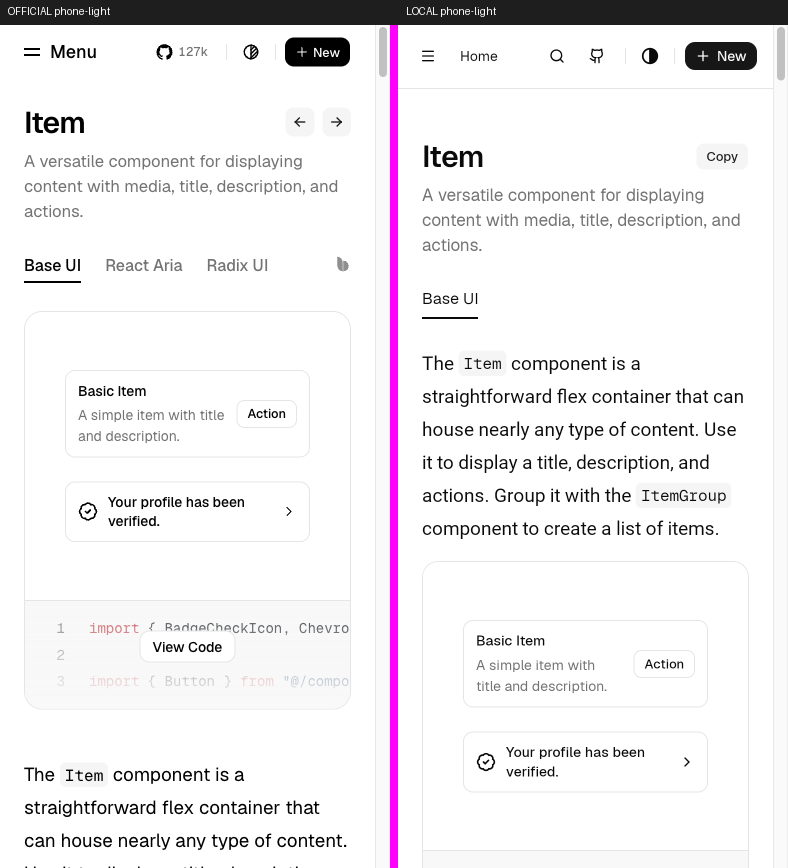 OFFICIAL phone-light
Menu
127k
+ New
Item
A versatile component for displaying
content with media, title, description, and
actions.
Base UI
React Aria
Radix UI
Basic Item
A simple item with title
and description.
Action
Your profile has been
verified.
1 import { BadgeCheckIcon, Chevro
2
View Code
3 import { Button } from "@/compo
The Item component is a
straightforward flex container that
can house nearly any type of content.
LOCAL phone-light
Home
+ New
Item
Copy
A versatile component for displaying
content with media, title, description, and
actions.
Base UI
The Item component is a
straightforward flex container that can
house nearly any type of content. Use
it to display a title, description, and
actions. Group it with the ItemGroup
component to create a list of items.
Basic Item
A simple item with
title and description.
Action
Your profile has been
verified.